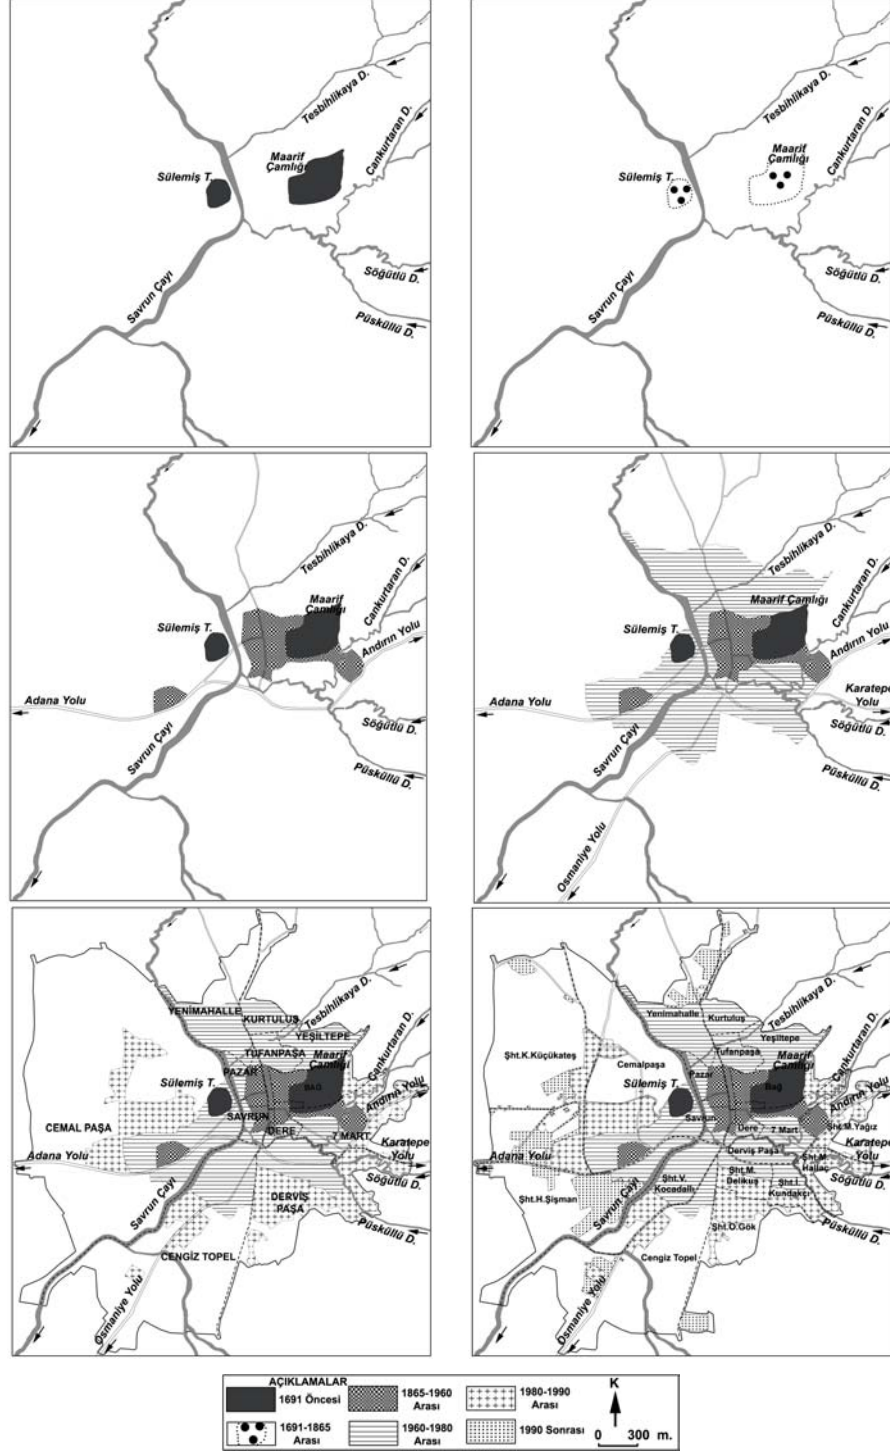 Tesbihlikaya D.
Maarif
Çamlığı
Cankurtaran D.
Sülemiş T.
Savrun Çayı
Söğütlü D.
Püsküllü D.
Tesbihlikaya D.
Maarif
Çamlığı
Cankurtaran D.
Sülemiş T.
Savrun Çayı
Söğütlü D.
Püsküllü D.
Tesbihlikaya D.
Cankurtaran D.
Maarif
Çamlığı
Sülemiş T.
Andırın Yolu
Adana Yolu
Savrun Çayı
Söğütlü D.
Püsküllü D.
Tesbihlikaya D.
Cankurtaran D.
Maarif Çamlığı
Sülemiş T.
Andırın Yolu
Karatepe
Yolu
Adana Yolu
Söğütlü D.
Savrun Çayı
Püsküllü D.
Osmaniye Yolu
YENİMAHALLE
KURTULUŞ
Tesbihlikaya D.
YEŞİLTEPE
TUFANPAŞA
Maarif
Çamlığı
Cankurtaran D.
PAZAR
BAĞ
Sülemiş T.
Andırın Yolu
SAVRUN
CEMAL PAŞA
DERE
7 MART
Karatepe
Yolu
Adana Yolu
Söğütlü D.
Savrun Çayı
DERVİŞ
PAŞA
Püsküllü D.
CENGİZ TOPEL
Osmaniye Yolu
Yenimahalle
Kurtuluş
Tesbihlikaya D.
Yeşiltepe
Tufanpaşa
Şht.K.Küçükateş
Cemalpaşa
Maarif
Çamlığı
Cankurtaran D.
Pazar
Sülemiş T.
Bağ
Andırın Yolu
Savrun
Dere
7 Mart
Şht.M.Yağız
Karatepe
Yolu
Derviş Paşa
Adana Yolu
Şht.M.
Hallaç
Şht.M.
Delikuş
Söğütlü D.
Şht.V.
Kocadallı
Şht.İ.
Kundakçı
Şht.H.Şişman
Savrun Çayı
Püsküllü D.
Şht.O.Gök
Cengiz Topel
Osmaniye Yolu
AÇIKLAMALAR
1691 Öncesi
1865-1960
Arası
1980-1990
Arası
K
1691-1865
Arası
1960-1980
Arası
1990 Sonrası
0 300 m.